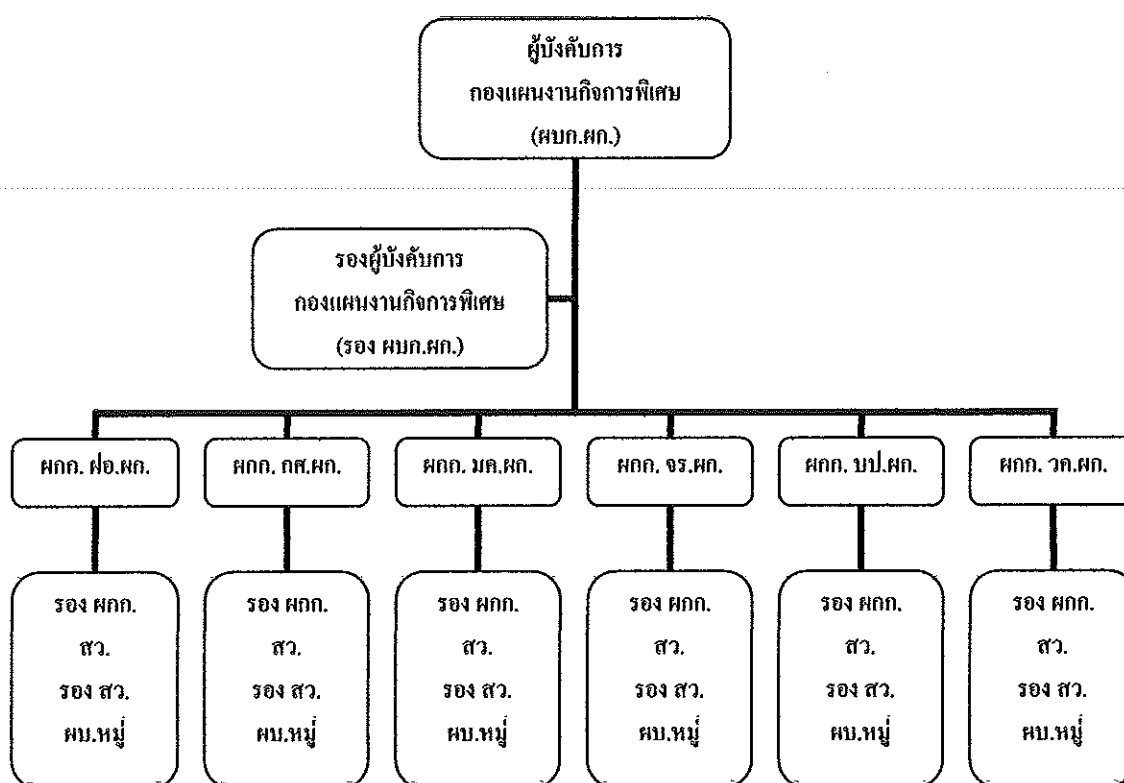 ผู้บังคับการ
กองแผนงานกิจการพิเศษ
(ผบก.ผก.)
รองผู้บังคับการ
กองแผนงานกิจการพิเศษ
(รอง ผบก.ผก.)
ผกก. ฝอ.ผก.
ผกก. กศ.ผก.
ผกก. มค.ผก.
ผกก. จร.ผก.
ผกก. บป.ผก.
ผกก. วค.ผก.
รอง ผกก.
สว.
รอง สว.
ผบ.หมู่
รอง ผกก.
สว.
รอง สว.
ผบ.หมู่
รอง ผกก.
สว.
รอง สว.
ผบ.หมู่
รอง ผกก.
สว.
รอง สว.
ผบ.หมู่
รอง ผกก.
สว.
รอง สว.
ผบ.หมู่
รอง ผกก.
สว.
รอง สว.
ผบ.หมู่